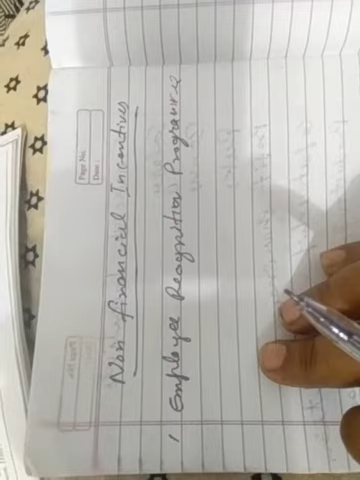 Page No.
Date
Non financial Incentives
1 Employee Recognition Programme